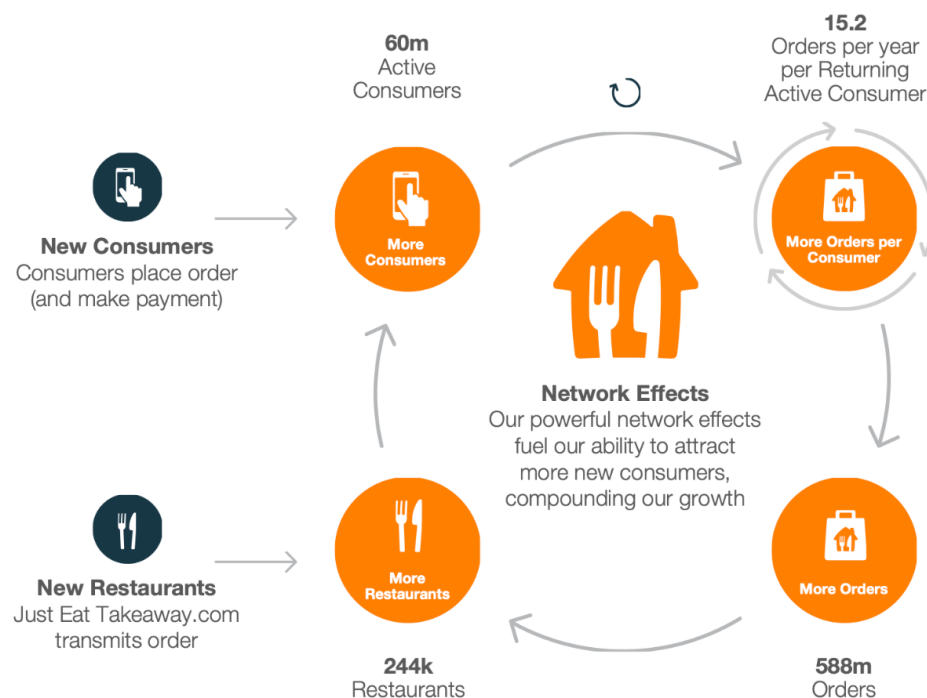 60m
Active
Consumers
15.2
Orders per year
per Returning
Active Consumer
New Consumers
Consumers place order
(and make payment)
More
Consumers
More Orders per
Consumer
Network Effects
Our powerful network effects
fuel our ability to attract
more new consumers,
compounding our growth
New Restaurants
Just Eat Takeaway.com
transmits order
More
Restaurants
More Orders
244k
Restaurants
588m
Orders